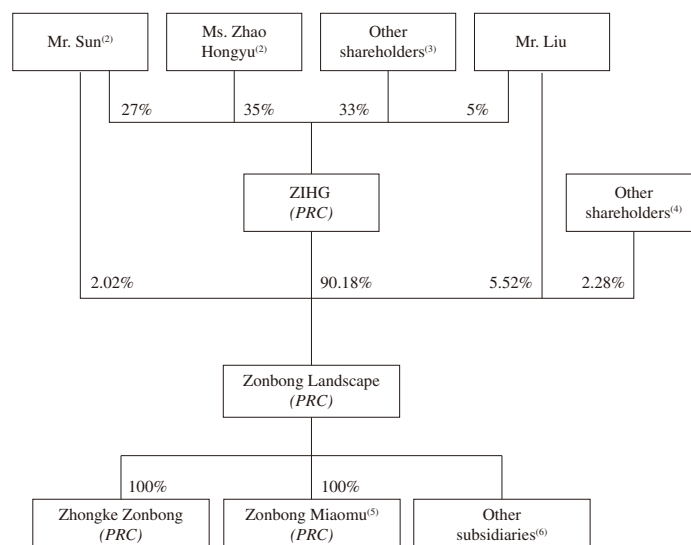 Mr. Sun(2)
Ms. Zhao
Hongyu(2)
Other
shareholders(3)
Mr. Liu
27%
35%
33%
5%
ZIHG
(PRC)
Other
shareholders(4)
2.02%
90.18%
5.52%
2.28%
Zonbong Landscape
(PRC)
100%
100%
Zhongke Zonbong
(PRC)
Zonbong Miaomu(5)
(PRC)
Other
subsidiaries(6)